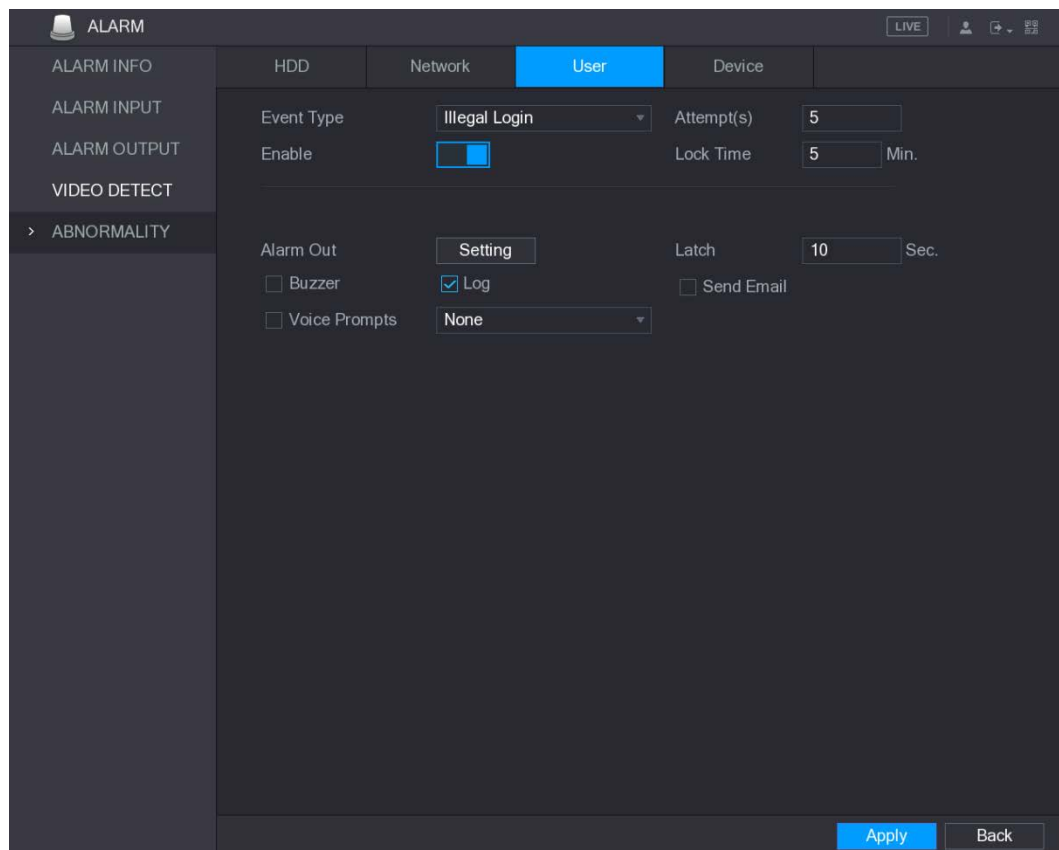 ALARM
LIVE
ALARM INFO
ALARM INPUT
ALARM OUTPUT
VIDEO DETECT
> ABNORMALITY
HDD Network User Device
Event Type Illegal Login Attempt(s) 5
Enable Lock Time 5 Min.
Alarm Out Setting Latch 10 Sec.
Buzzer Log Send Email
Voice Prompts None
Apply Back